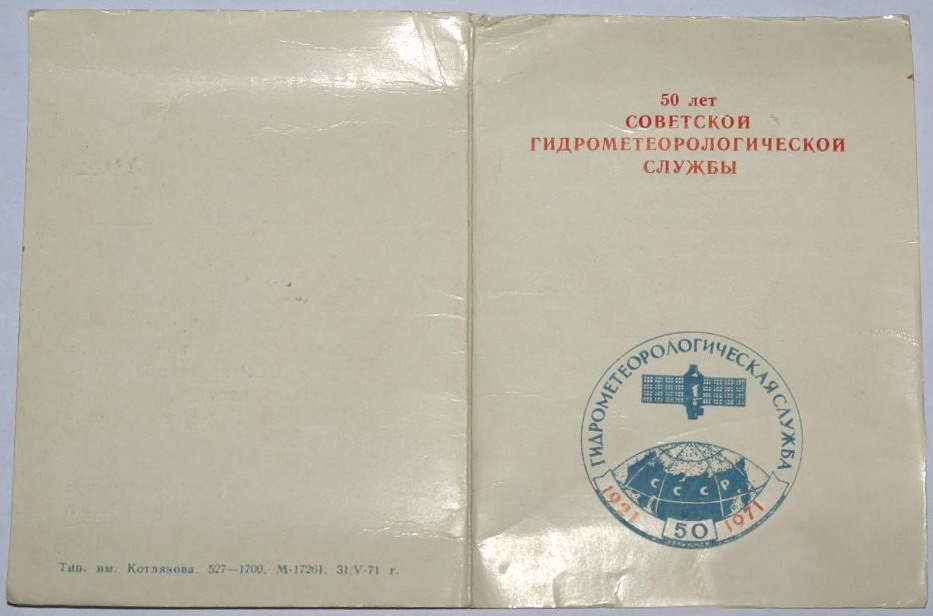 50 лет
СОВЕТСКОЙ
ГИДРОМЕТЕОРОЛОГИЧЕСКОЙ
СЛУЖБЫ
ГИДРОМЕТЕОРОЛОГИЧЕСКАЯ СЛУЖБА
СССР
1921 50 1971
Тип. им. Котлякова. 527—1700. М-17261. 31.V-71 г.